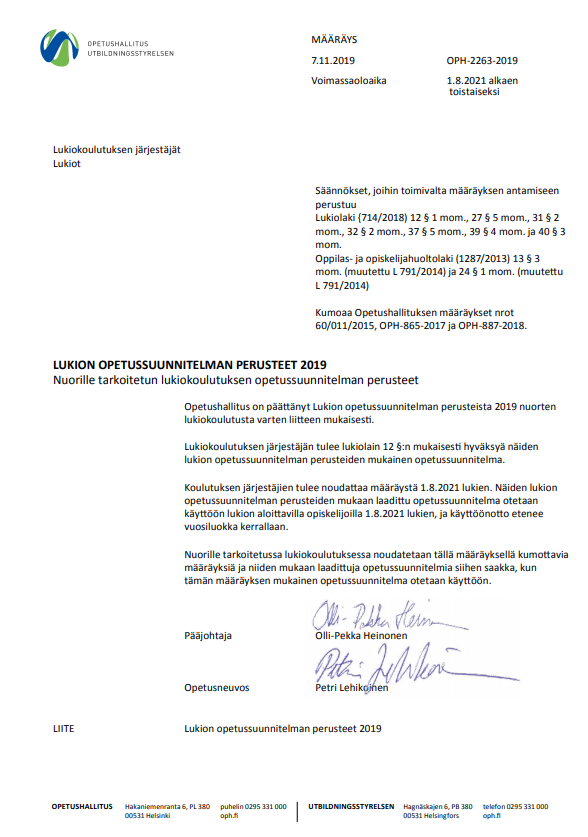 OPETUSHALLITUS
UTBILDNINGSSTYRELSEN
MÄÄRÄYS
7.11.2019 OPH-2263-2019
Voimassaoloaika 1.8.2021 alkaen
toistaiseksi
Lukiokoulutuksen järjestäjät
Lukiot
Säännökset, joihin toimivalta määräyksen antamiseen
perustuu
Lukiolaki (714/2018) 12 § 1 mom., 27 § 5 mom., 31 § 2
mom., 32 § 2 mom., 37 § 5 mom., 39 § 4 mom. ja 40 § 3
mom.
Oppilas- ja opiskelijahuoltolaki (1287/2013) 13 § 3
mom. (muutettu L 791/2014) ja 24 § 1 mom. (muutettu
L 791/2014)
Kumoaa Opetushallituksen määräykset nrot
60/011/2015, OPH-865-2017 ja OPH-887-2018.
LUKION OPETUSSUUNNITELMAN PERUSTEET 2019
Nuorille tarkoitetun lukiokoulutuksen opetussuunnitelman perusteet
Opetushallitus on päättänyt Lukion opetussuunnitelman perusteista 2019 nuorten
lukiokoulutusta varten liitteen mukaisesti.
Lukiokoulutuksen järjestäjän tulee lukiolain 12 §:n mukaisesti hyväksyä näiden
lukion opetussuunnitelman perusteiden mukainen opetussuunnitelma.
Koulutuksen järjestäjien tulee noudattaa määräystä 1.8.2021 lukien. Näiden lukion
opetussuunnitelman perusteiden mukaan laadittu opetussuunnitelma otetaan
käyttöön lukion aloittavilla opiskelijoilla 1.8.2021 lukien, ja käyttöönotto etenee
vuosiluokka kerrallaan.
Nuorille tarkoitetussa lukiokoulutuksessa noudatetaan tällä määräyksellä kumottavia
määräyksiä ja niiden mukaan laadittuja opetussuunnitelmia siihen saakka, kun
tämän määräyksen mukainen opetussuunnitelma otetaan käyttöön.
Olli-Pekka Heinonen
Pääjohtaja Olli-Pekka Heinonen
Petri Lehikoinen
Opetusneuvos Petri Lehikoinen
LIITE Lukion opetussuunnitelman perusteet 2019
OPETUSHALLITUS Hakaniemenranta 6, PL 380 puhelin 0295 331 000 UTBILDNINGSSTYRELSEN Hagnäskajen 6, PB 380 telefon 0295 331 000
00531 Helsinki oph.fi 00531 Helsingfors oph.fi